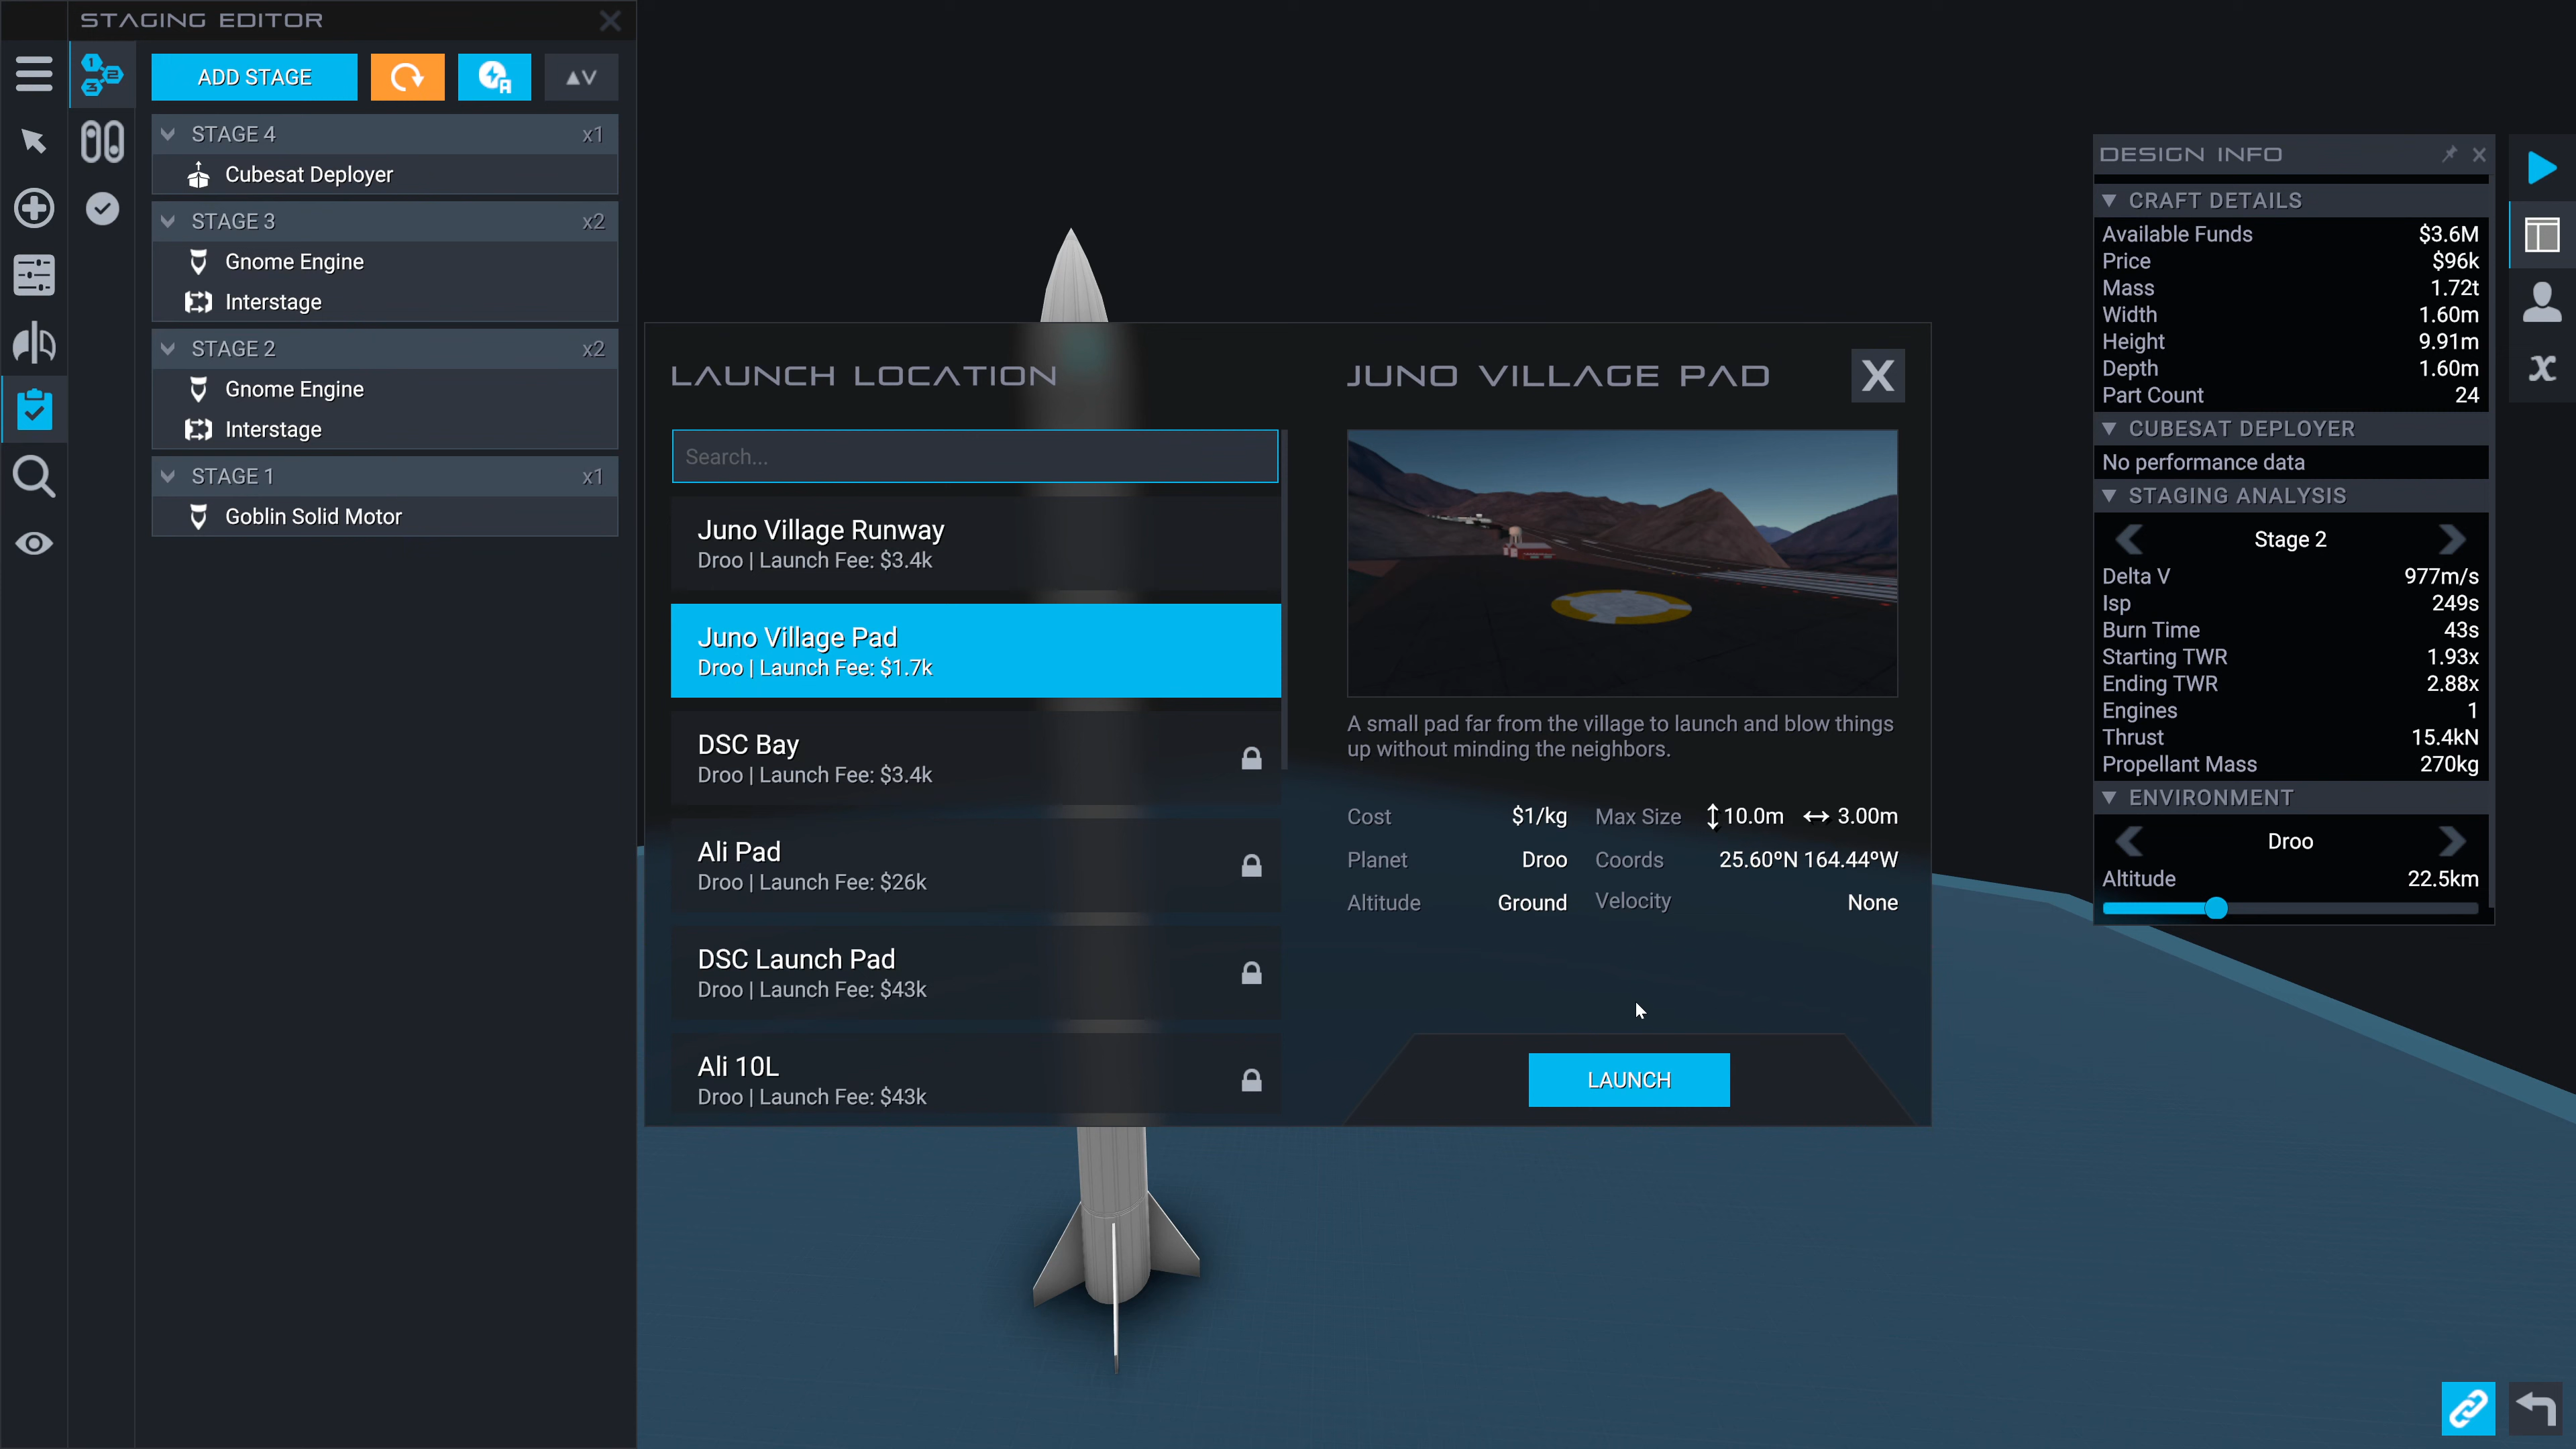 STAGING EDITOR
ADD STAGE
STAGE 4 x1
Cubesat Deployer
STAGE 3 x2
Gnome Engine
Interstage
STAGE 2 x2
Gnome Engine
Interstage
STAGE 1 x1
Goblin Solid Motor
LAUNCH LOCATION
Search...
Juno Village Runway
Droo | Launch Fee: $3.4k
Juno Village Pad
Droo | Launch Fee: $1.7k
DSC Bay
Droo | Launch Fee: $3.4k
Ali Pad
Droo | Launch Fee: $26k
DSC Launch Pad
Droo | Launch Fee: $43k
Ali 10L
Droo | Launch Fee: $43k
JUNO VILLAGE PAD
X
A small pad far from the village to launch and blow things
up without minding the neighbors.
Cost $1/kg Max Size 10.0m 3.00m
Planet Droo Coords 25.60ºN 164.44ºW
Altitude Ground Velocity None
LAUNCH
DESIGN INFO
CRAFT DETAILS
Available Funds $3.6M
Price $96k
Mass 1.72t
Width 1.60m
Height 9.91m
Depth 1.60m
Part Count 24
CUBESAT DEPLOYER
No performance data
STAGING ANALYSIS
Stage 2
Delta V 977m/s
Isp 249s
Burn Time 43s
Starting TWR 1.93x
Ending TWR 2.88x
Engines 1
Thrust 15.4kN
Propellant Mass 270kg
ENVIRONMENT
Droo
Altitude 22.5km